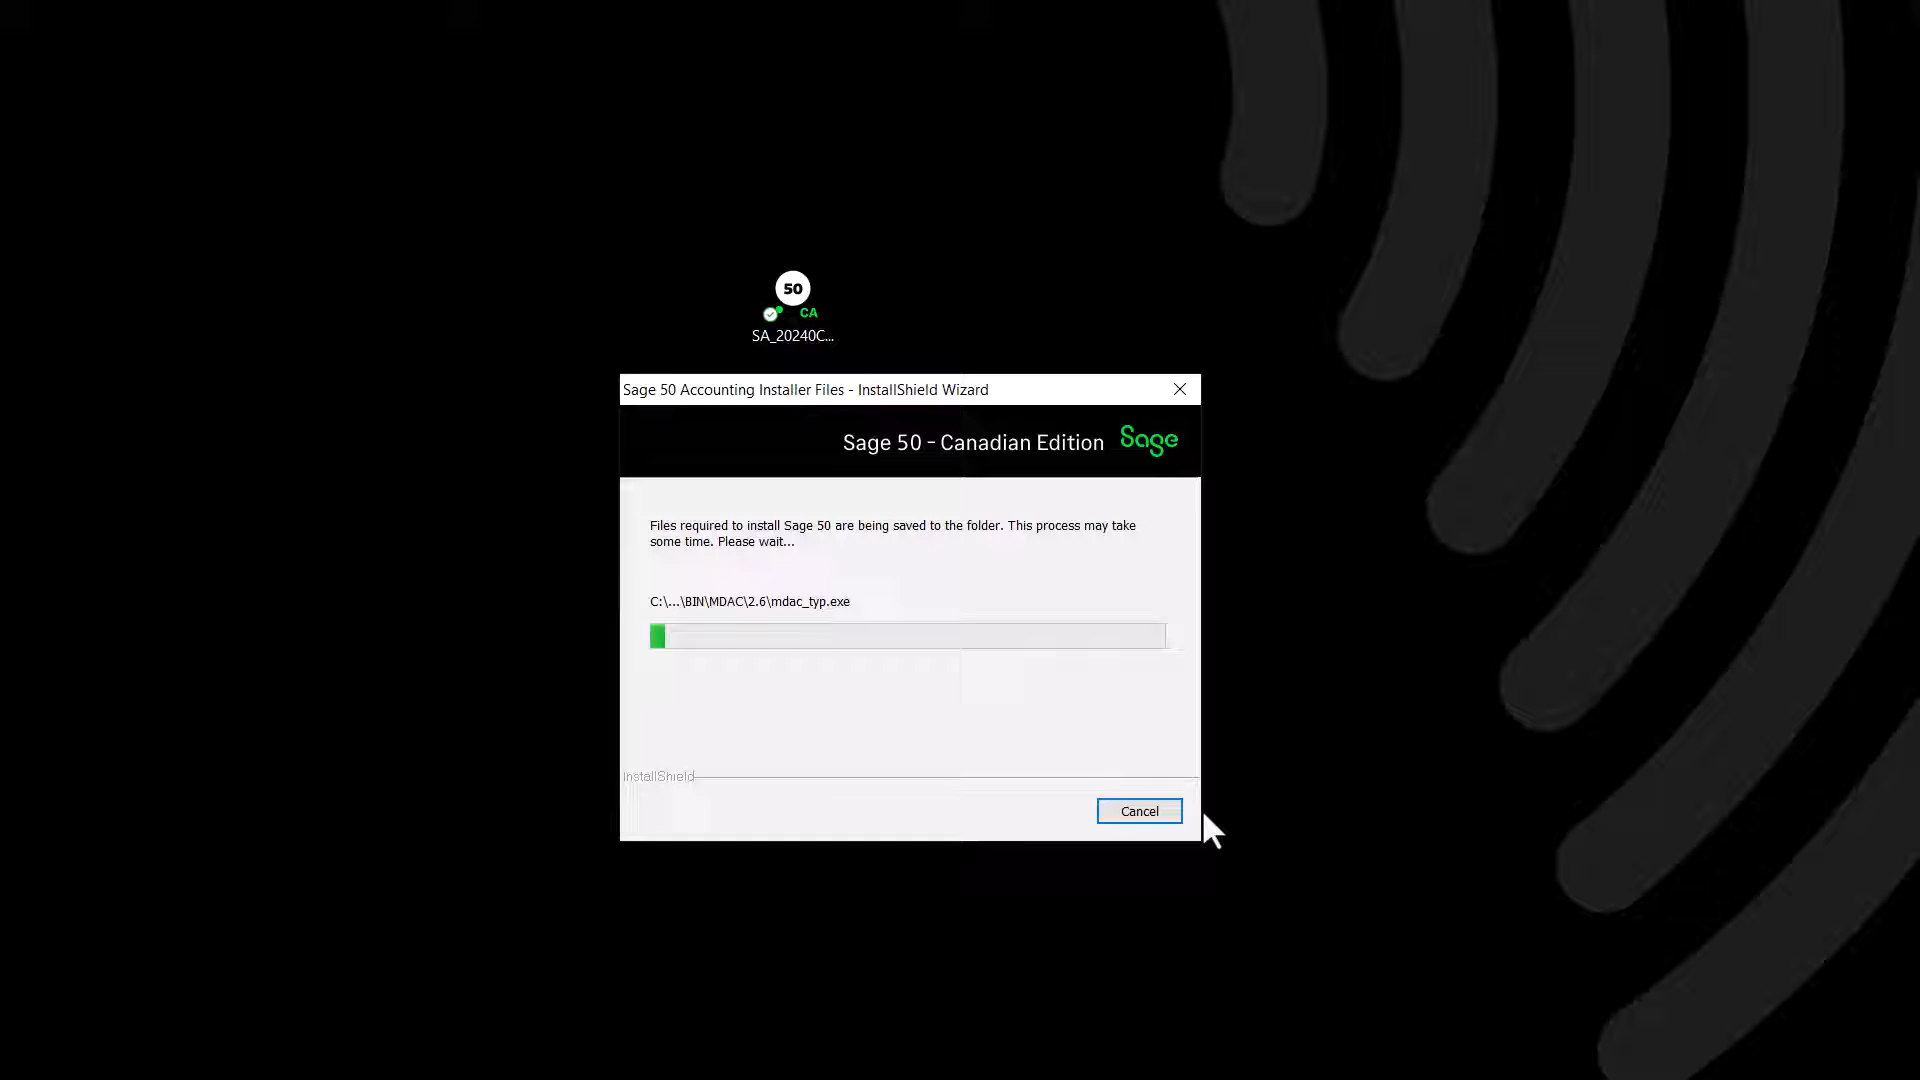 50
CA
SA_20240C...
Sage 50 Accounting Installer Files - InstallShield Wizard
Sage 50 - Canadian Edition Sage
Files required to install Sage 50 are being saved to the folder. This process may take
some time. Please wait...
C:\...\BIN\MDAC\2.6\mdac_typ.exe
InstallShield
Cancel